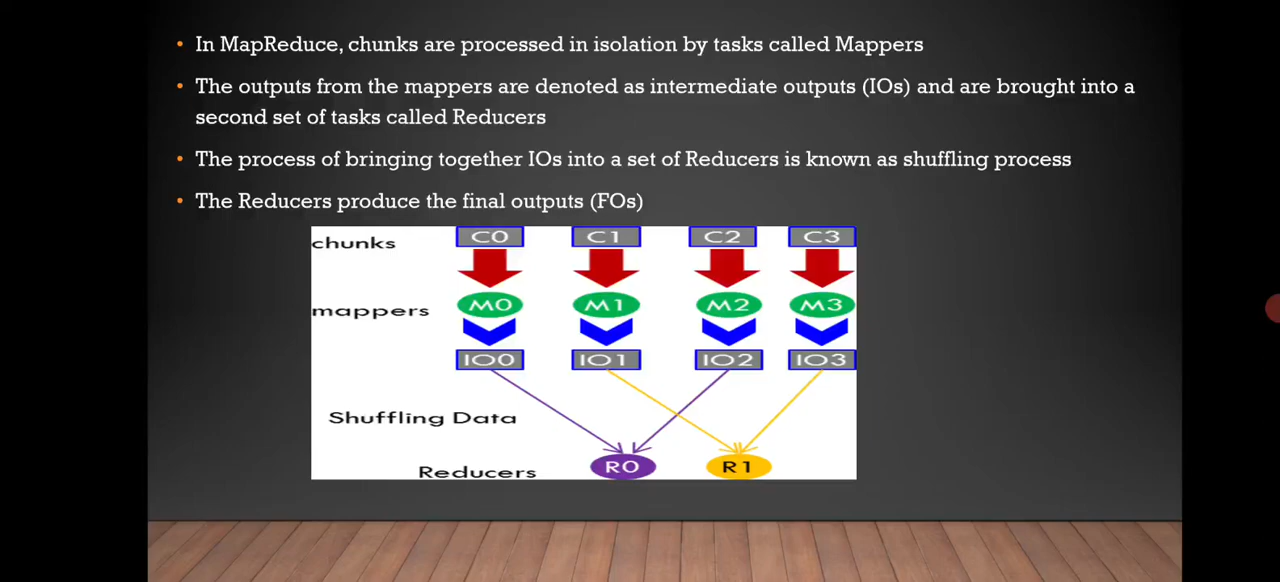 • In MapReduce, chunks are processed in isolation by tasks called Mappers
• The outputs from the mappers are denoted as intermediate outputs (IOs) and are brought into a
second set of tasks called Reducers
• The process of bringing together IOs into a set of Reducers is known as shuffling process
• The Reducers produce the final outputs (FOs)
chunks C0 C1 C2 C3
mappers M0 M1 M2 M3
IO0 IO1 IO2 IO3
Shuffling Data
Reducers R0 R1